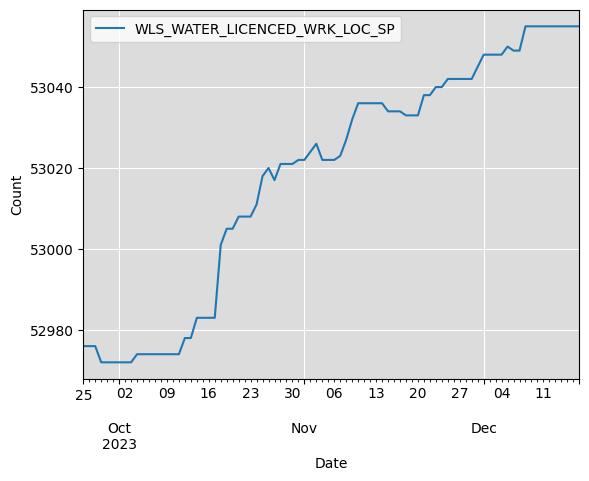 WLS_WATER_LICENCED_WRK_LOC_SP
53040
53020
53000
52980
Count
25 02 09 16 23 30 06 13 20 27 04 11
Oct Nov Dec
2023
Date